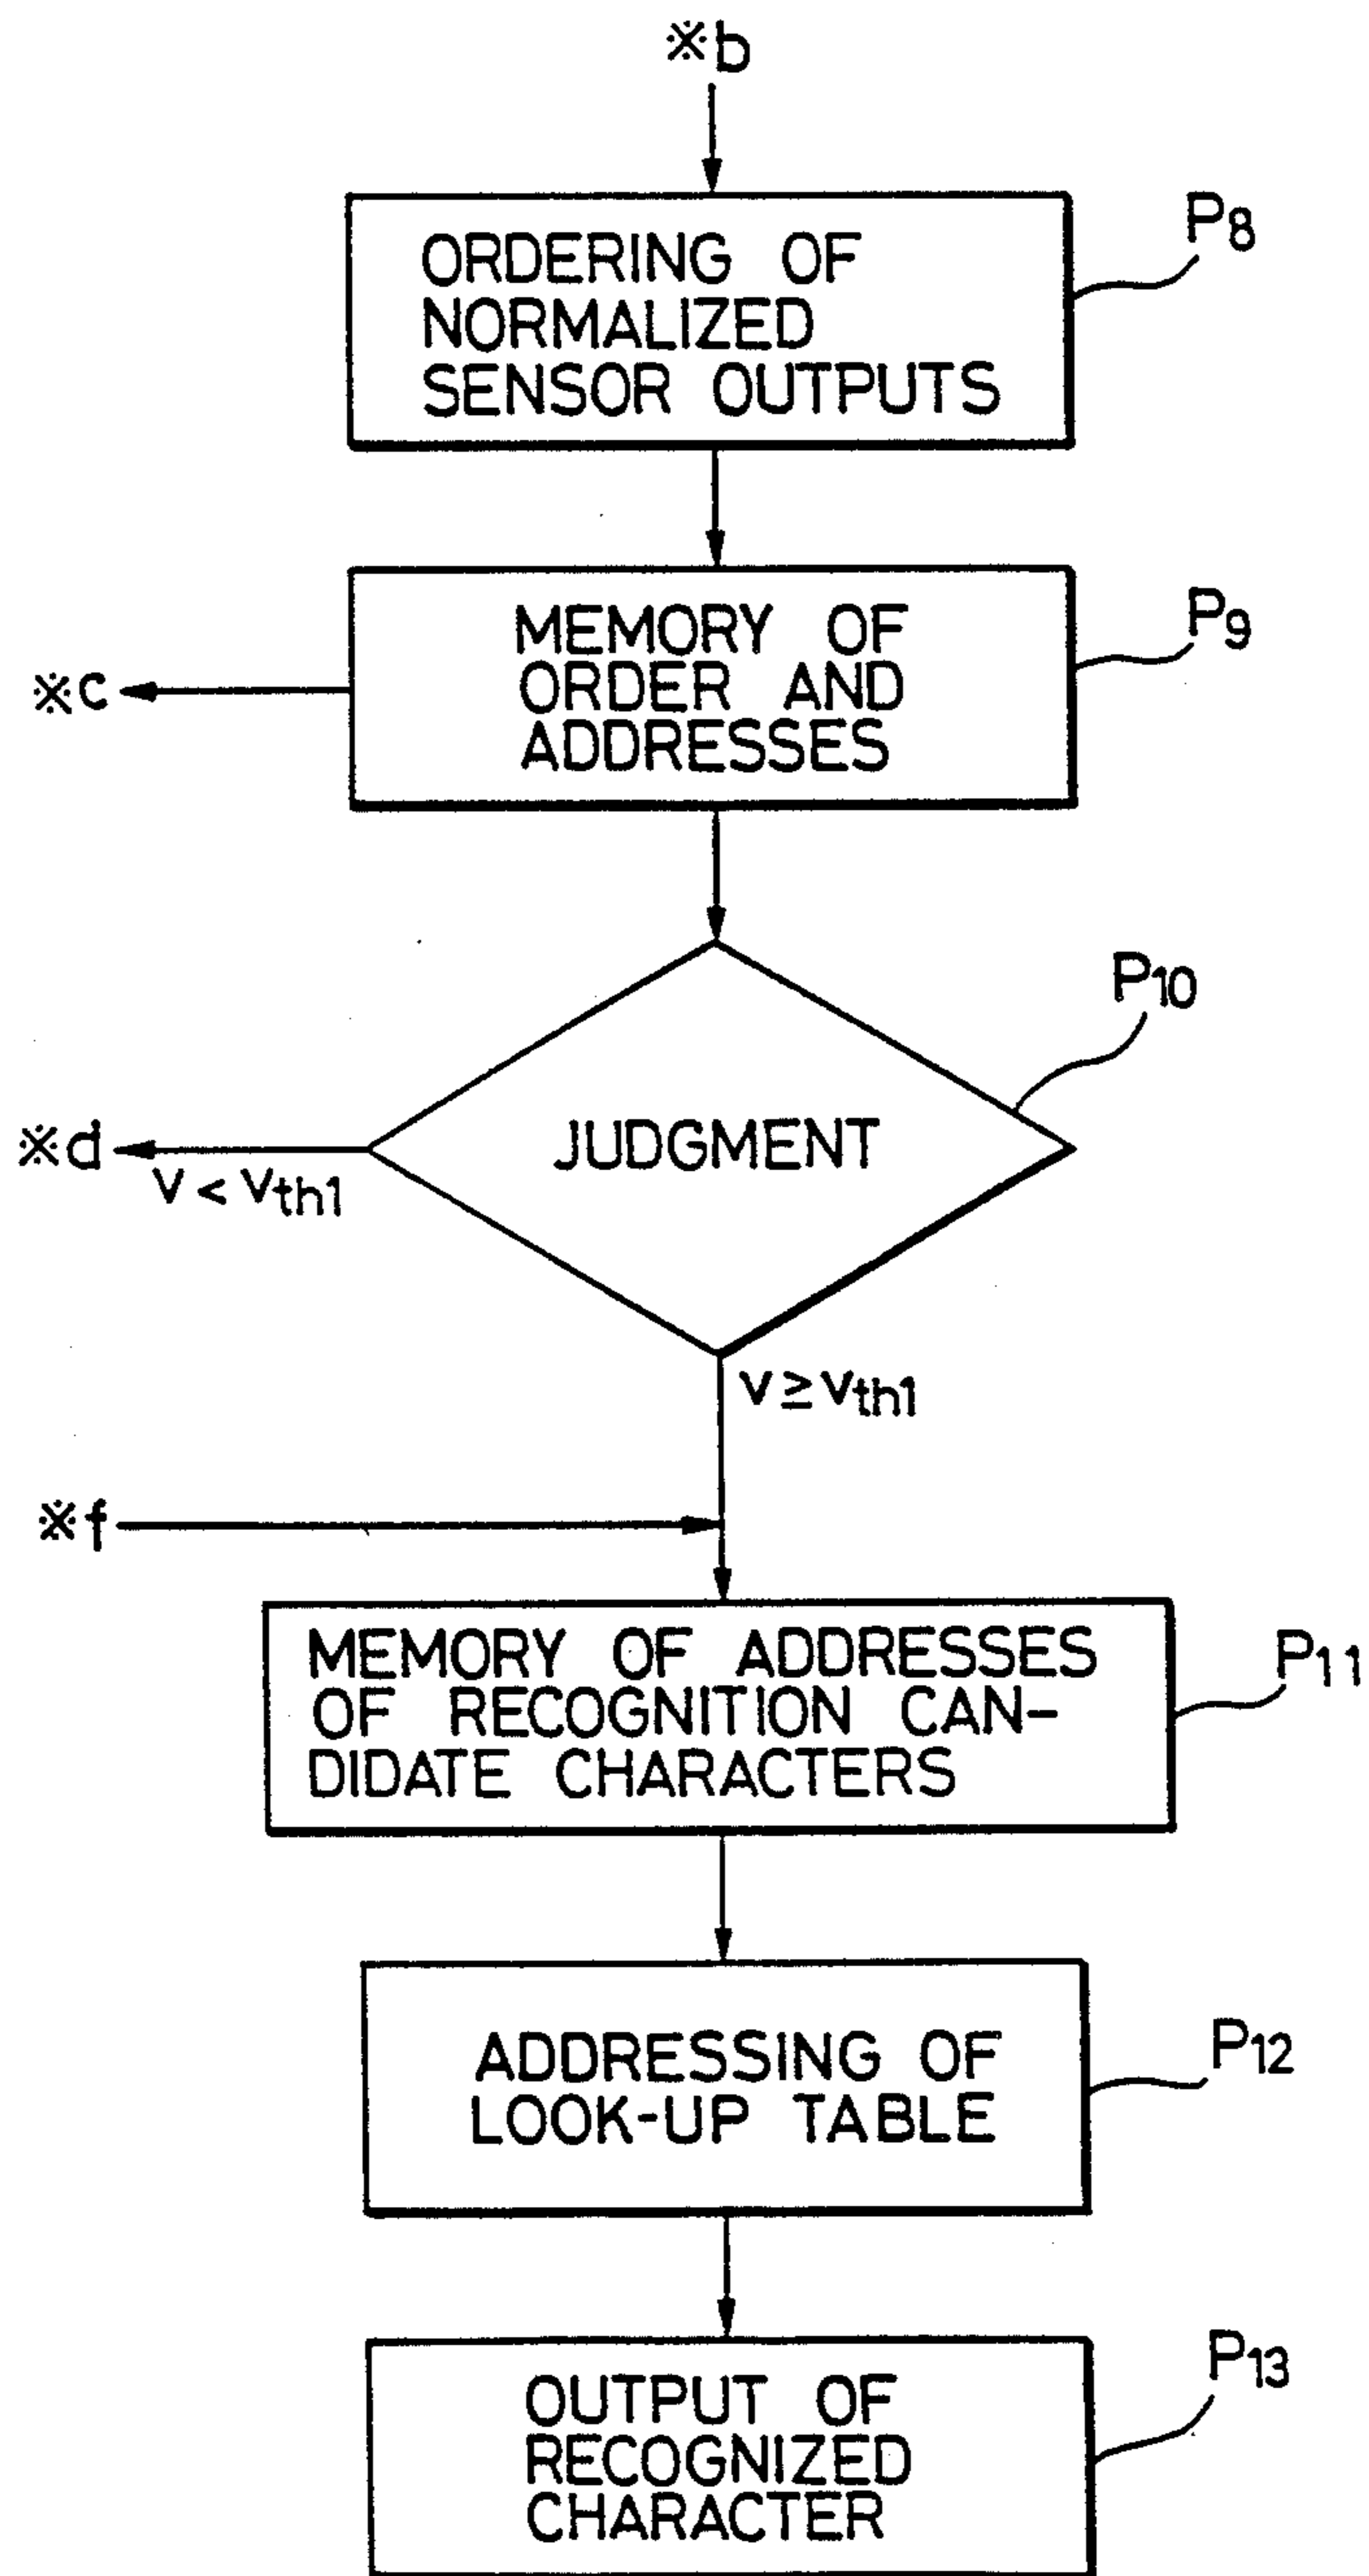 ※b
P8
ORDERING OF
NORMALIZED
SENSOR OUTPUTS
P9
MEMORY OF
ORDER AND
ADDRESSES
※c
P10
JUDGMENT
※d
v < vth1
v ≥ vth1
※f
P11
MEMORY OF ADDRESSES
OF RECOGNITION CAN-
DIDATE CHARACTERS
P12
ADDRESSING OF
LOOK-UP TABLE
P13
OUTPUT OF
RECOGNIZED
CHARACTER